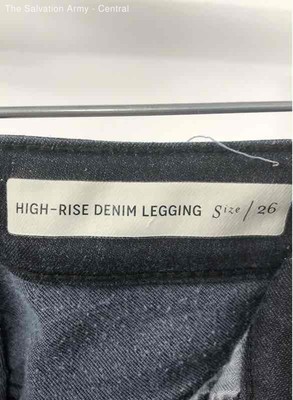 The Salvation Army - Central
HIGH-RISE DENIM LEGGING Size / 26